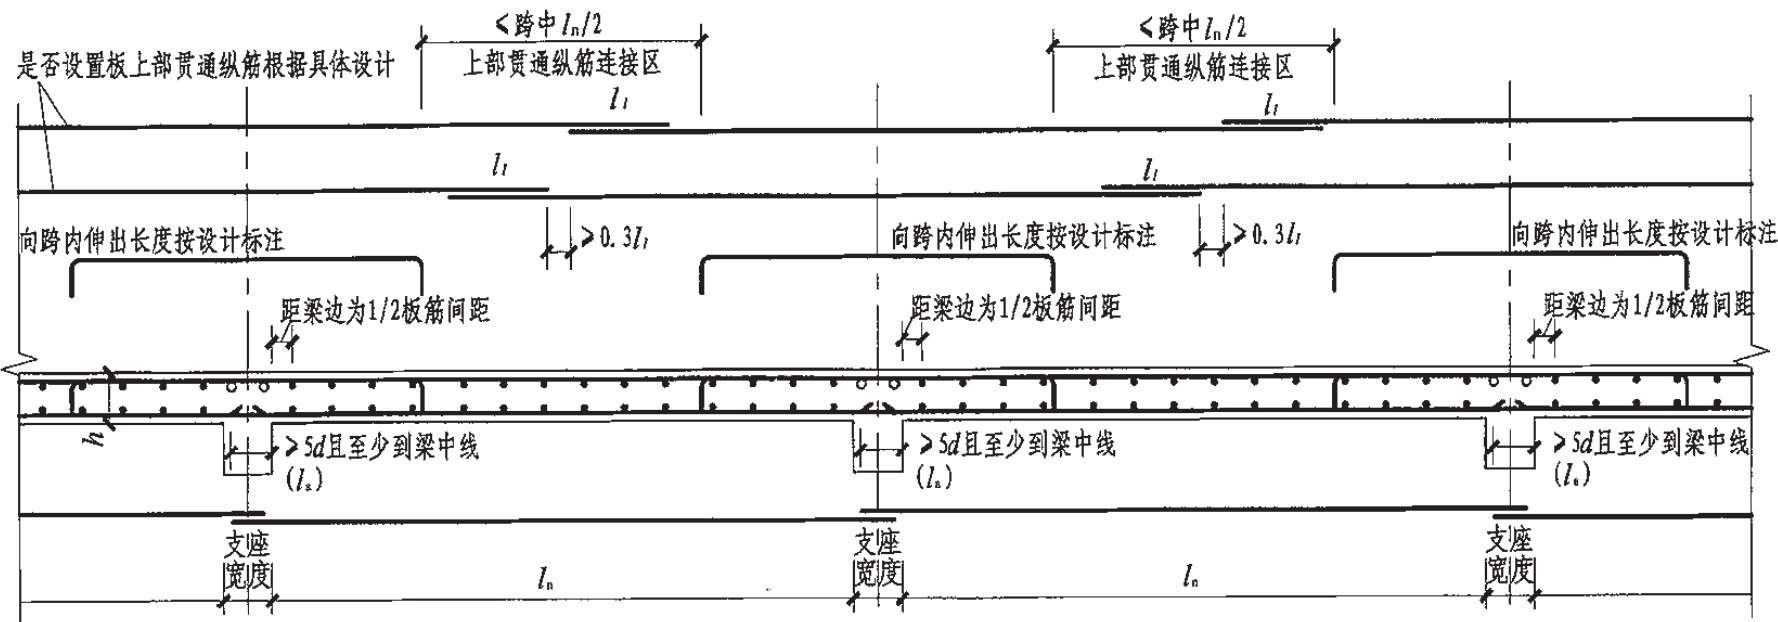 ≤跨中lₙ/2
≤跨中lₙ/2
是否设置板上部贯通纵筋根据具体设计
上部贯通纵筋连接区
上部贯通纵筋连接区
lₗ
lₗ
lₗ
lₗ
向跨内伸出长度按设计标注
≥0.3lₗ
向跨内伸出长度按设计标注
≥0.3lₗ
向跨内伸出长度按设计标注
距梁边为1/2板筋间距
距梁边为1/2板筋间距
距梁边为1/2板筋间距
h
≥5d且至少到梁中线
(lₐ)
≥5d且至少到梁中线
(lₐ)
≥5d且至少到梁中线
(lₐ)
支座
宽度
lₙ
支座
宽度
lₙ
支座
宽度